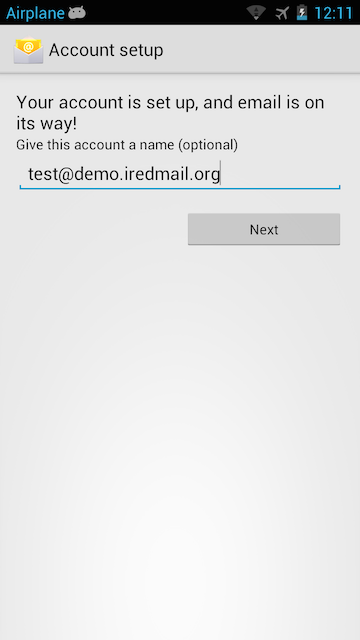 Airplane 12:11
Account setup
Your account is set up, and email is on
its way!
Give this account a name (optional)
test@demo.iredmail.org
Next